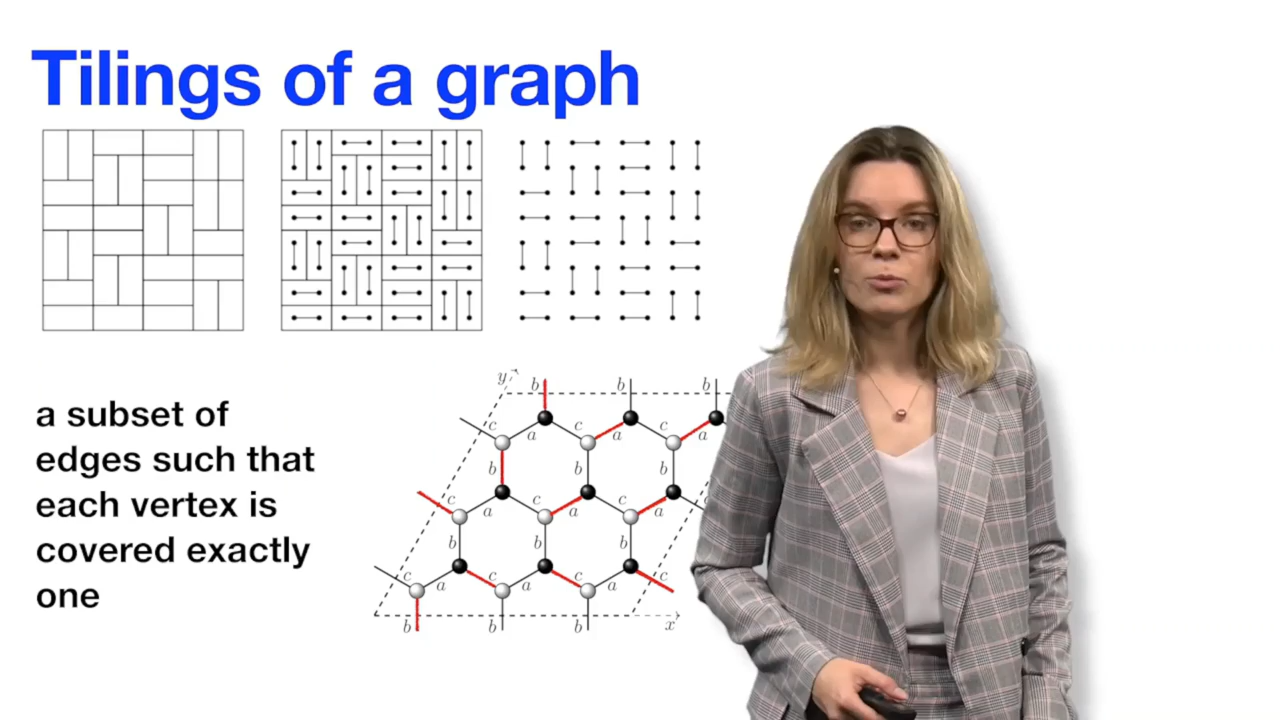 Tilings of a graph
a subset of
edges such that
each vertex is
covered exactly
one
y b b b
c a c a c a
b b b
c a c a c a c
b b b
c a c a c a c
b b b x